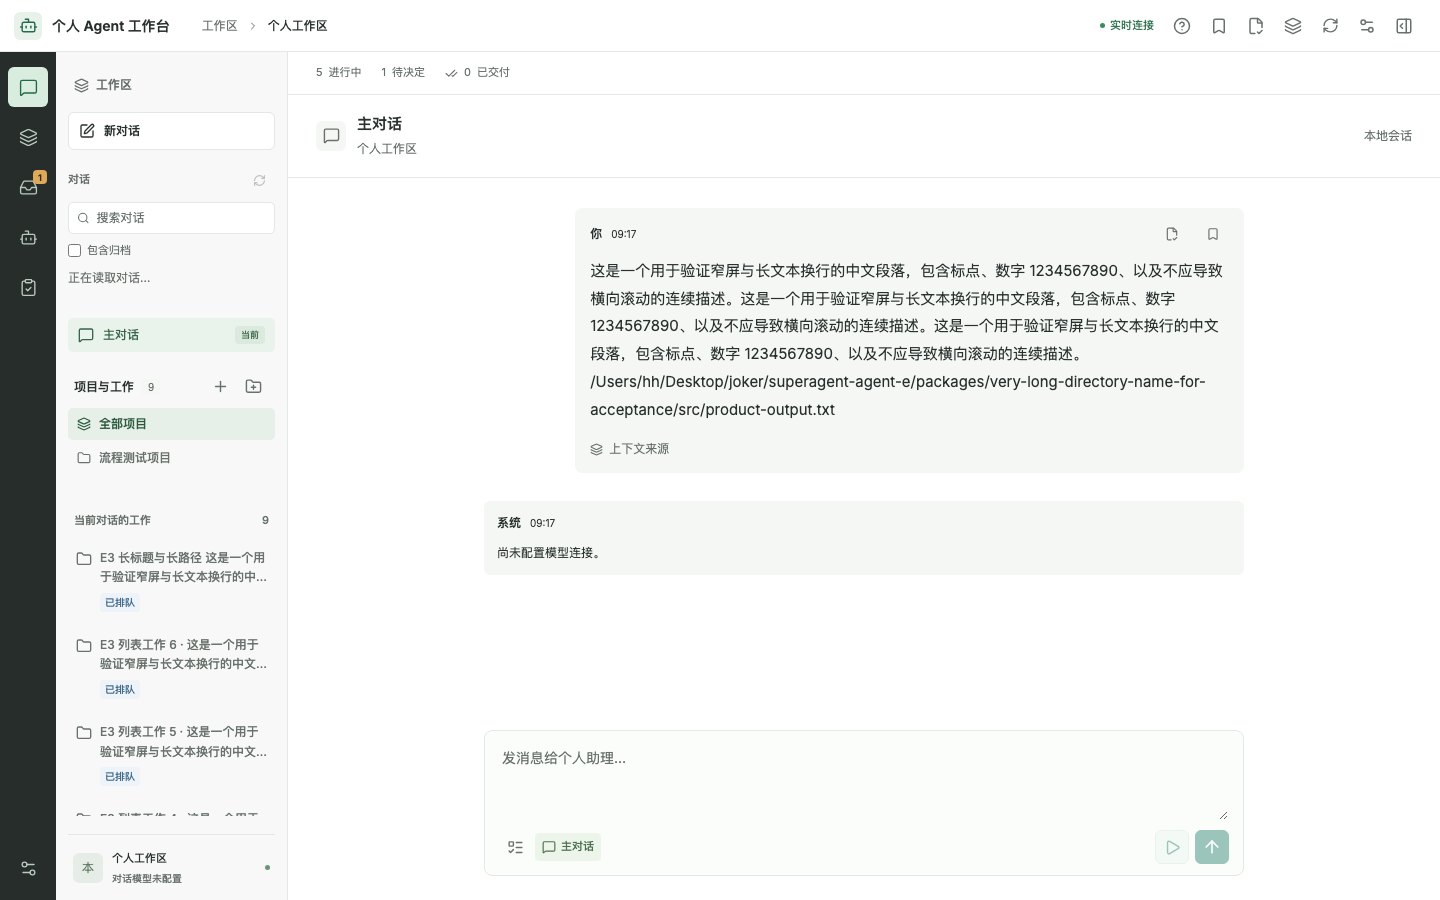 个人 Agent 工作台
工作区 > 个人工作区
实时连接
1
工作区
新对话
对话
搜索对话
包含归档
正在读取对话...
主对话 当前
项目与工作 9
全部项目
流程测试项目
当前对话的工作 9
E3 长标题与长路径 这是一个用
于验证窄屏与长文本换行的中...
已排队
E3 列表工作 6 · 这是一个用于
验证窄屏与长文本换行的中文...
已排队
E3 列表工作 5 · 这是一个用于
验证窄屏与长文本换行的中文...
已排队
本
个人工作区
对话模型未配置
5 进行中 1 待决定 0 已交付
主对话
个人工作区
本地会话
你 09:17
这是一个用于验证窄屏与长文本换行的中文段落，包含标点、数字 1234567890、以及不应导致
横向滚动的连续描述。这是一个用于验证窄屏与长文本换行的中文段落，包含标点、数字
1234567890、以及不应导致横向滚动的连续描述。这是一个用于验证窄屏与长文本换行的中文
段落，包含标点、数字 1234567890、以及不应导致横向滚动的连续描述。
/Users/hh/Desktop/joker/superagent-agent-e/packages/very-long-directory-name-for-
acceptance/src/product-output.txt
上下文来源
系统 09:17
尚未配置模型连接。
发消息给个人助理...
主对话